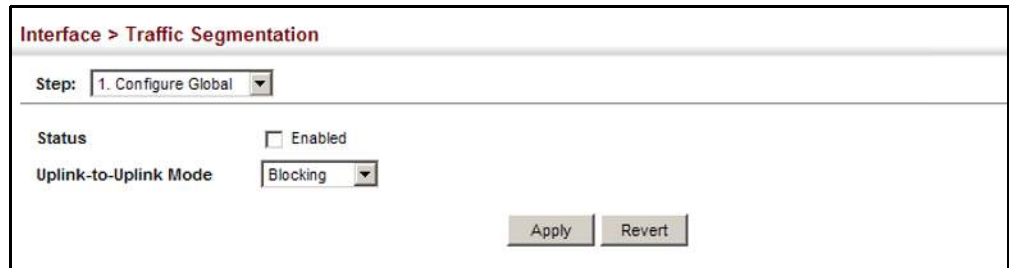 Interface > Traffic Segmentation
Step: 1. Configure Global
Status Enabled
Uplink-to-Uplink Mode Blocking
Apply Revert